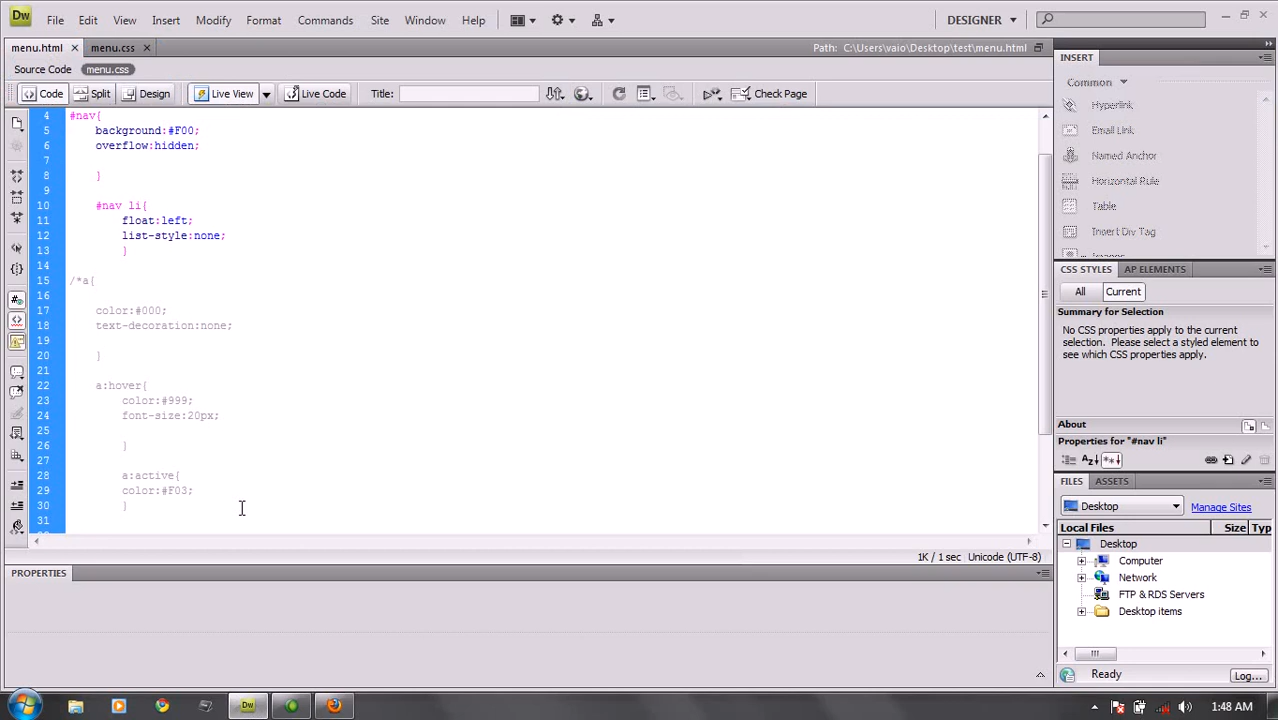 Dw File Edit View Insert Modify Format Commands Site Window Help DESIGNER
menu.html menu.css Path: C:\Users\vaio\Desktop\test\menu.html
Source Code menu.css
Code Split Design Live View Live Code Title: Check Page
4 #nav{
5 background:#F00;
6 overflow:hidden;
7
8 }
9
10 #nav li{
11 float:left;
12 list-style:none;
13 }
14
15 /*a{
16
17 color:#000;
18 text-decoration:none;
19
20 }
21
22 a:hover{
23 color:#999;
24 font-size:20px;
25
26 }
27
28 a:active{
29 color:#F03;
30 }
31
1K / 1 sec Unicode (UTF-8)
PROPERTIES
INSERT
Common
Hyperlink
Email Link
Named Anchor
Horizontal Rule
Table
Insert Div Tag
CSS STYLES AP ELEMENTS
All Current
Summary for Selection
No CSS properties apply to the current
selection. Please select a styled element to
see which CSS properties apply.
About
Properties for "#nav li"
FILES ASSETS
Desktop Manage Sites
Local Files Size Typ
Desktop
Computer
Network
FTP & RDS Servers
Desktop items
Ready Log...
Dw 1:48 AM